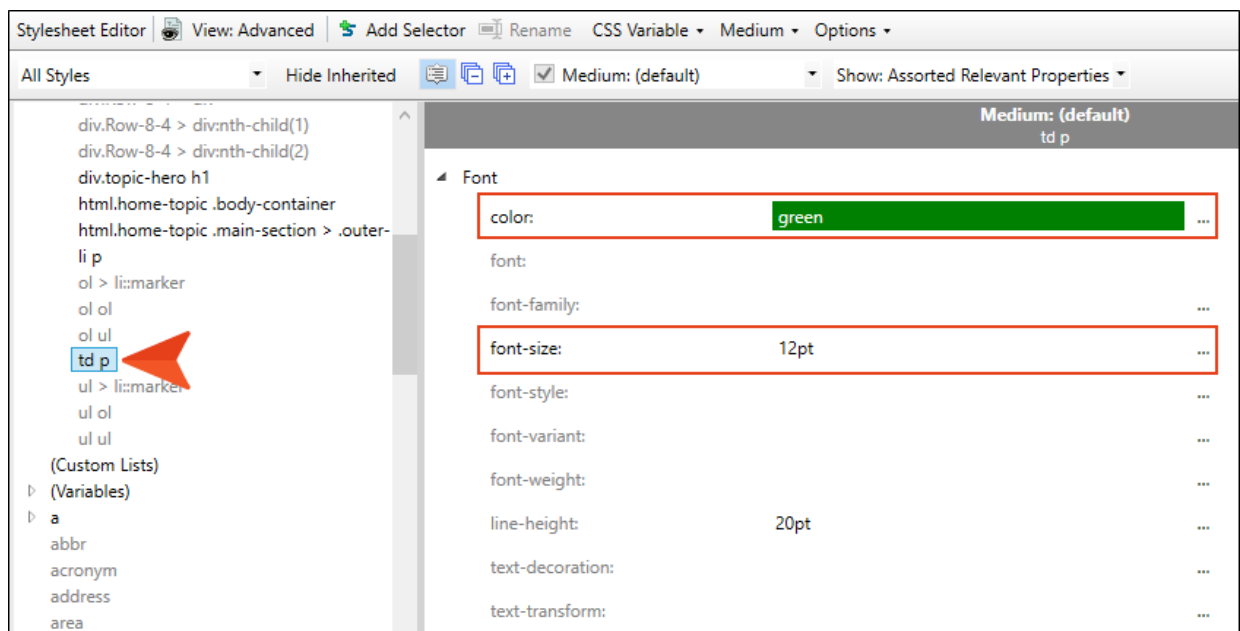 Stylesheet Editor View: Advanced Add Selector Rename CSS Variable Medium Options
All Styles Hide Inherited Medium: (default) Show: Assorted Relevant Properties
div.Row-8-4 > div:nth-child(1)
div.Row-8-4 > div:nth-child(2)
div.topic-hero h1
html.home-topic .body-container
html.home-topic .main-section > .outer-
li p
ol > li::marker
ol ol
ol ul
td p
ul > li::marker
ul ol
ul ul
(Custom Lists)
(Variables)
a
abbr
acronym
address
area
Medium: (default)
td p
Font
color: green ...
font:
font-family: ...
font-size: 12pt ...
font-style: ...
font-variant: ...
font-weight: ...
line-height: 20pt ...
text-decoration: ...
text-transform: ...